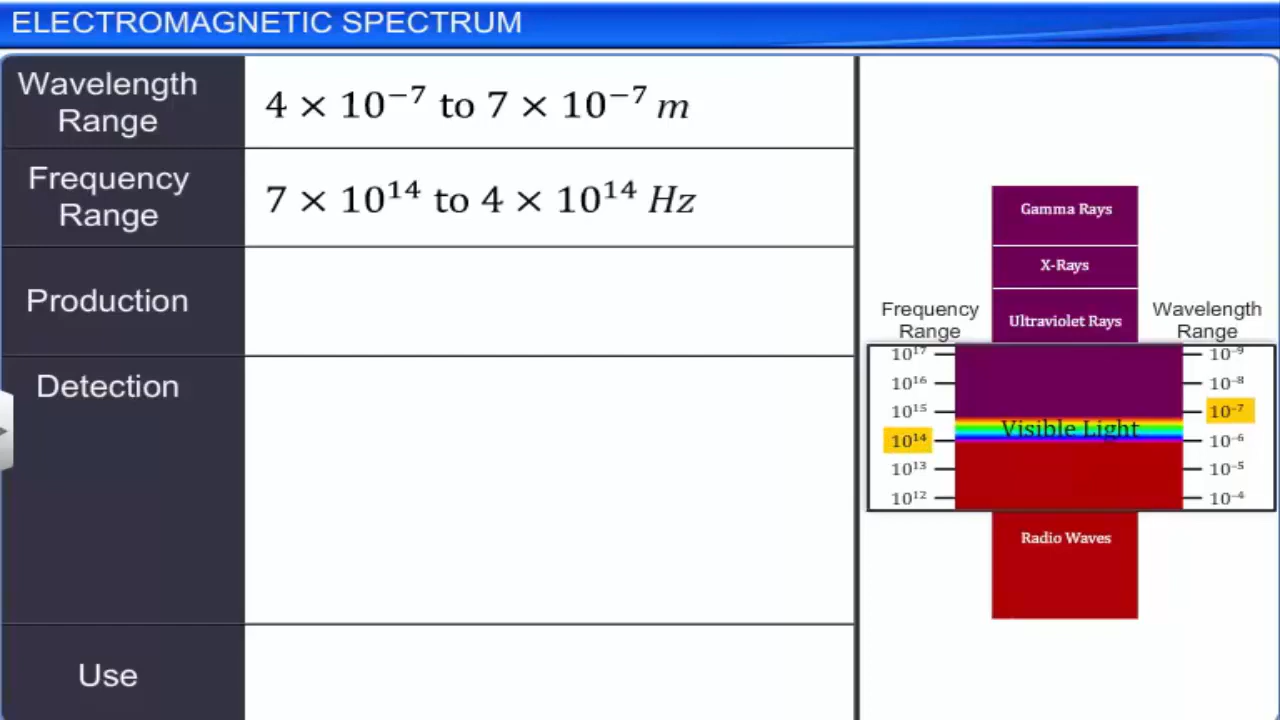 ELECTROMAGNETIC SPECTRUM
Wavelength
Range
4 × 10⁻⁷ to 7 × 10⁻⁷ m
Frequency
Range
7 × 10¹⁴ to 4 × 10¹⁴ Hz
Production
Detection
Use
Gamma Rays
X-Rays
Ultraviolet Rays
Frequency
Range
Wavelength
Range
10¹⁷ 10⁻⁹
10¹⁶ 10⁻⁸
10¹⁵ 10⁻⁷
Visible Light
10¹⁴ 10⁻⁶
10¹³ 10⁻⁵
10¹² 10⁻⁴
Radio Waves